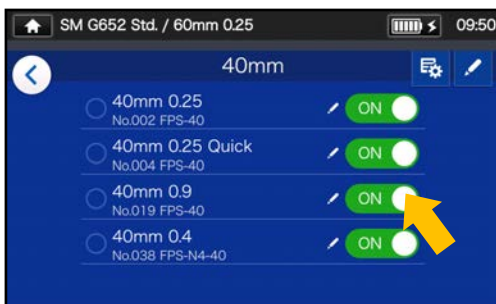 SM G652 Std. / 60mm 0.25
09:50
40mm
40mm 0.25
No.002 FPS-40
ON
40mm 0.25 Quick
No.004 FPS-40
ON
40mm 0.9
No.019 FPS-40
ON
40mm 0.4
No.038 FPS-N4-40
ON